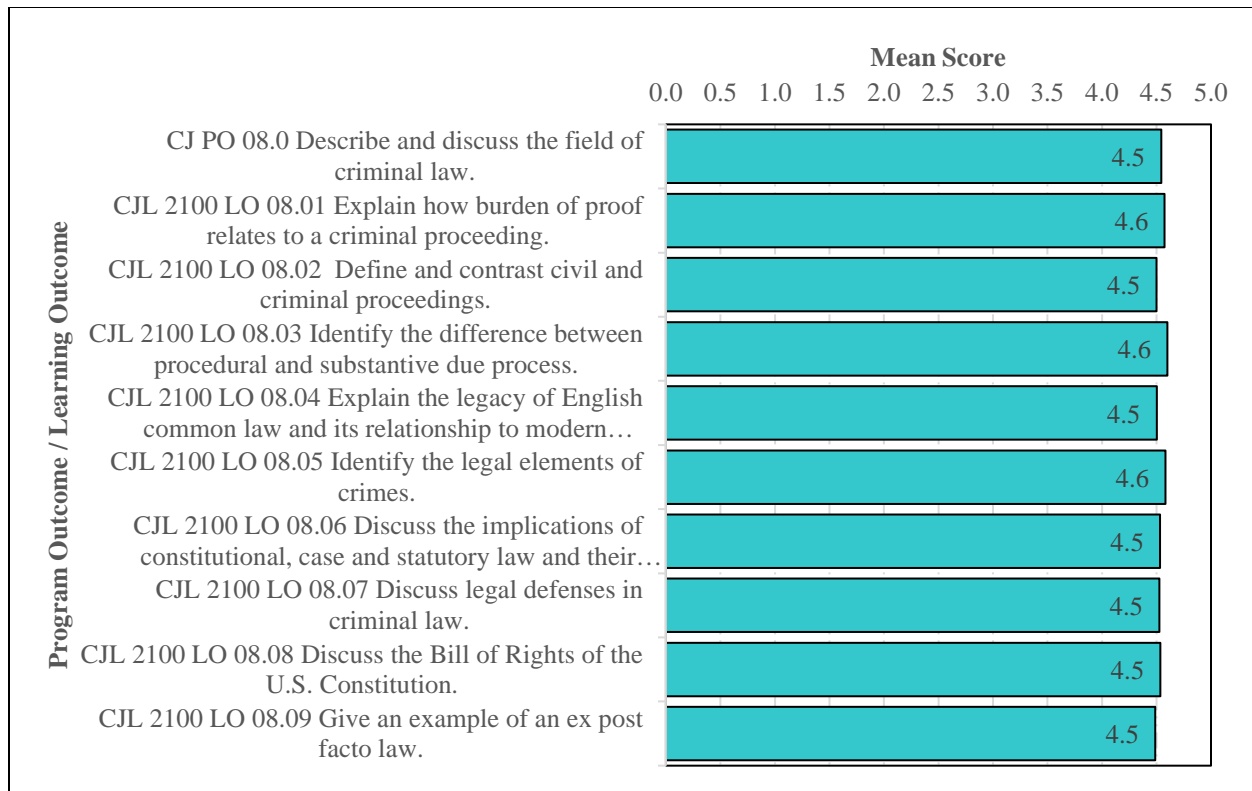 Mean Score
0.0 0.5 1.0 1.5 2.0 2.5 3.0 3.5 4.0 4.5 5.0
Program Outcome / Learning Outcome
CJ PO 08.0 Describe and discuss the field of
criminal law.
4.5
CJL 2100 LO 08.01 Explain how burden of proof
relates to a criminal proceeding.
4.6
CJL 2100 LO 08.02  Define and contrast civil and
criminal proceedings.
4.5
CJL 2100 LO 08.03 Identify the difference between
procedural and substantive due process.
4.6
CJL 2100 LO 08.04 Explain the legacy of English
common law and its relationship to modern…
4.5
CJL 2100 LO 08.05 Identify the legal elements of
crimes.
4.6
CJL 2100 LO 08.06 Discuss the implications of
constitutional, case and statutory law and their…
4.5
CJL 2100 LO 08.07 Discuss legal defenses in
criminal law.
4.5
CJL 2100 LO 08.08 Discuss the Bill of Rights of the
U.S. Constitution.
4.5
CJL 2100 LO 08.09 Give an example of an ex post
facto law.
4.5